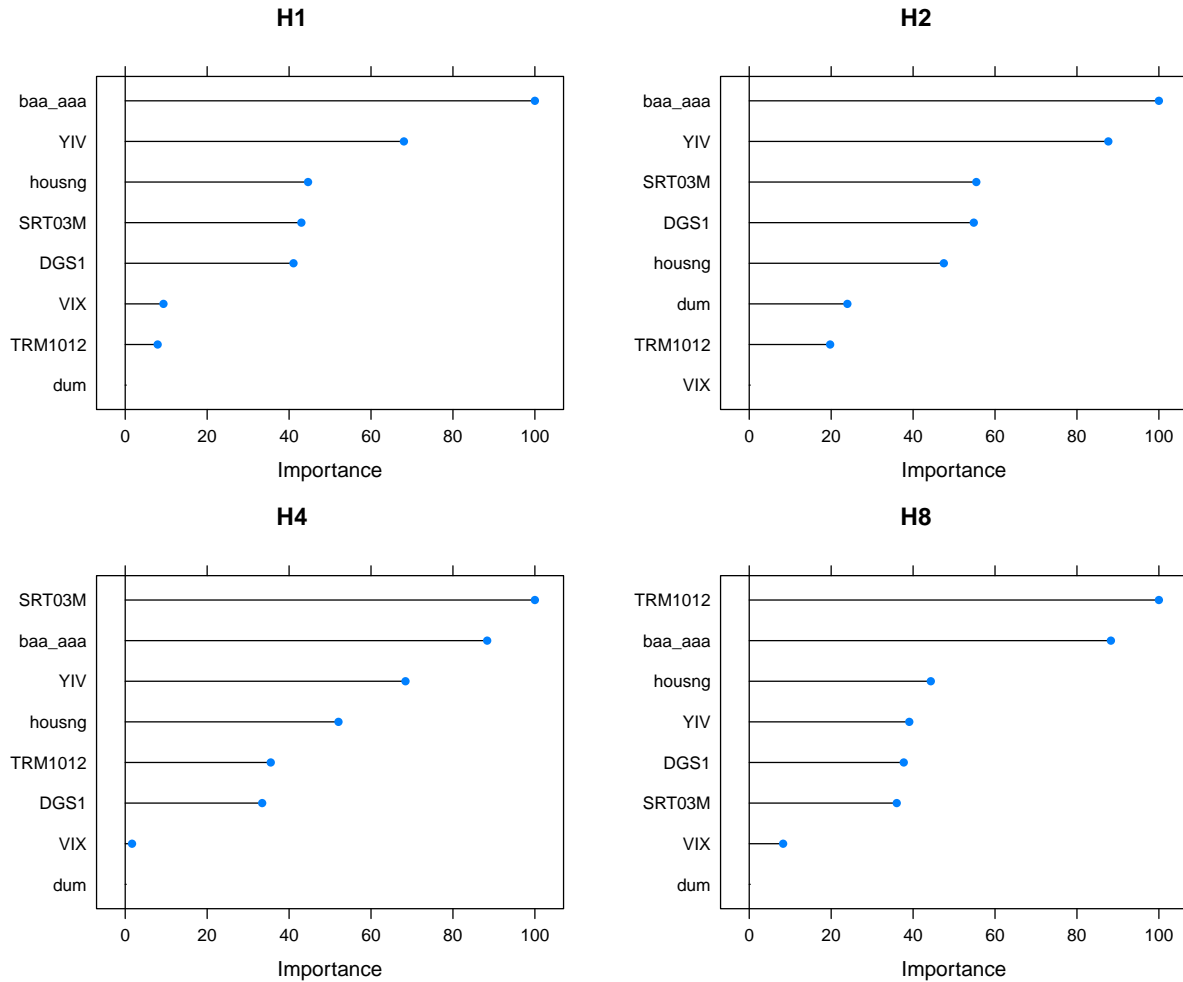 H1
baa_aaa
YIV
housng
SRT03M
DGS1
VIX
TRM1012
dum
0 20 40 60 80 100
Importance
H2
baa_aaa
YIV
SRT03M
DGS1
housng
dum
TRM1012
VIX
0 20 40 60 80 100
Importance
H4
SRT03M
baa_aaa
YIV
housng
TRM1012
DGS1
VIX
dum
0 20 40 60 80 100
Importance
H8
TRM1012
baa_aaa
housng
YIV
DGS1
SRT03M
VIX
dum
0 20 40 60 80 100
Importance